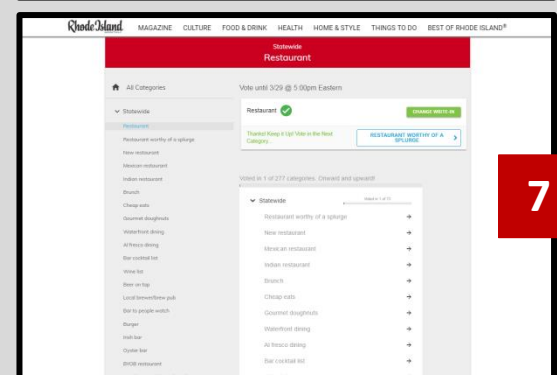 Rhode Island MAGAZINE CULTURE FOOD & DRINK HEALTH HOME & STYLE THINGS TO DO BEST OF RHODE ISLAND®
Statewide
Restaurant
All Categories
Vote until 3/29 @ 5:00pm Eastern
Statewide
Restaurant
CHANGE WRITE IN
Restaurant
Thanks! Keep it Up! Vote in the Next Category...
RESTAURANT WORTHY OF A SPLURGE
Restaurant worthy of a splurge
New restaurant
Mexican restaurant
Indian restaurant
Brunch
Cheap eats
Gourmet doughnuts
Waterfront dining
Al fresco dining
Bar cocktail list
Wine list
Beer on tap
Local brewer/brew pub
Bar to people-watch
Burger
Irish bar
Oyster bar
BYOB restaurant
Voted in 1 of 277 categories. Onward and upward!
Statewide
Restaurant worthy of a splurge
New restaurant
Mexican restaurant
Indian restaurant
Brunch
Cheap eats
Gourmet doughnuts
Waterfront dining
Al fresco dining
Bar cocktail list
7